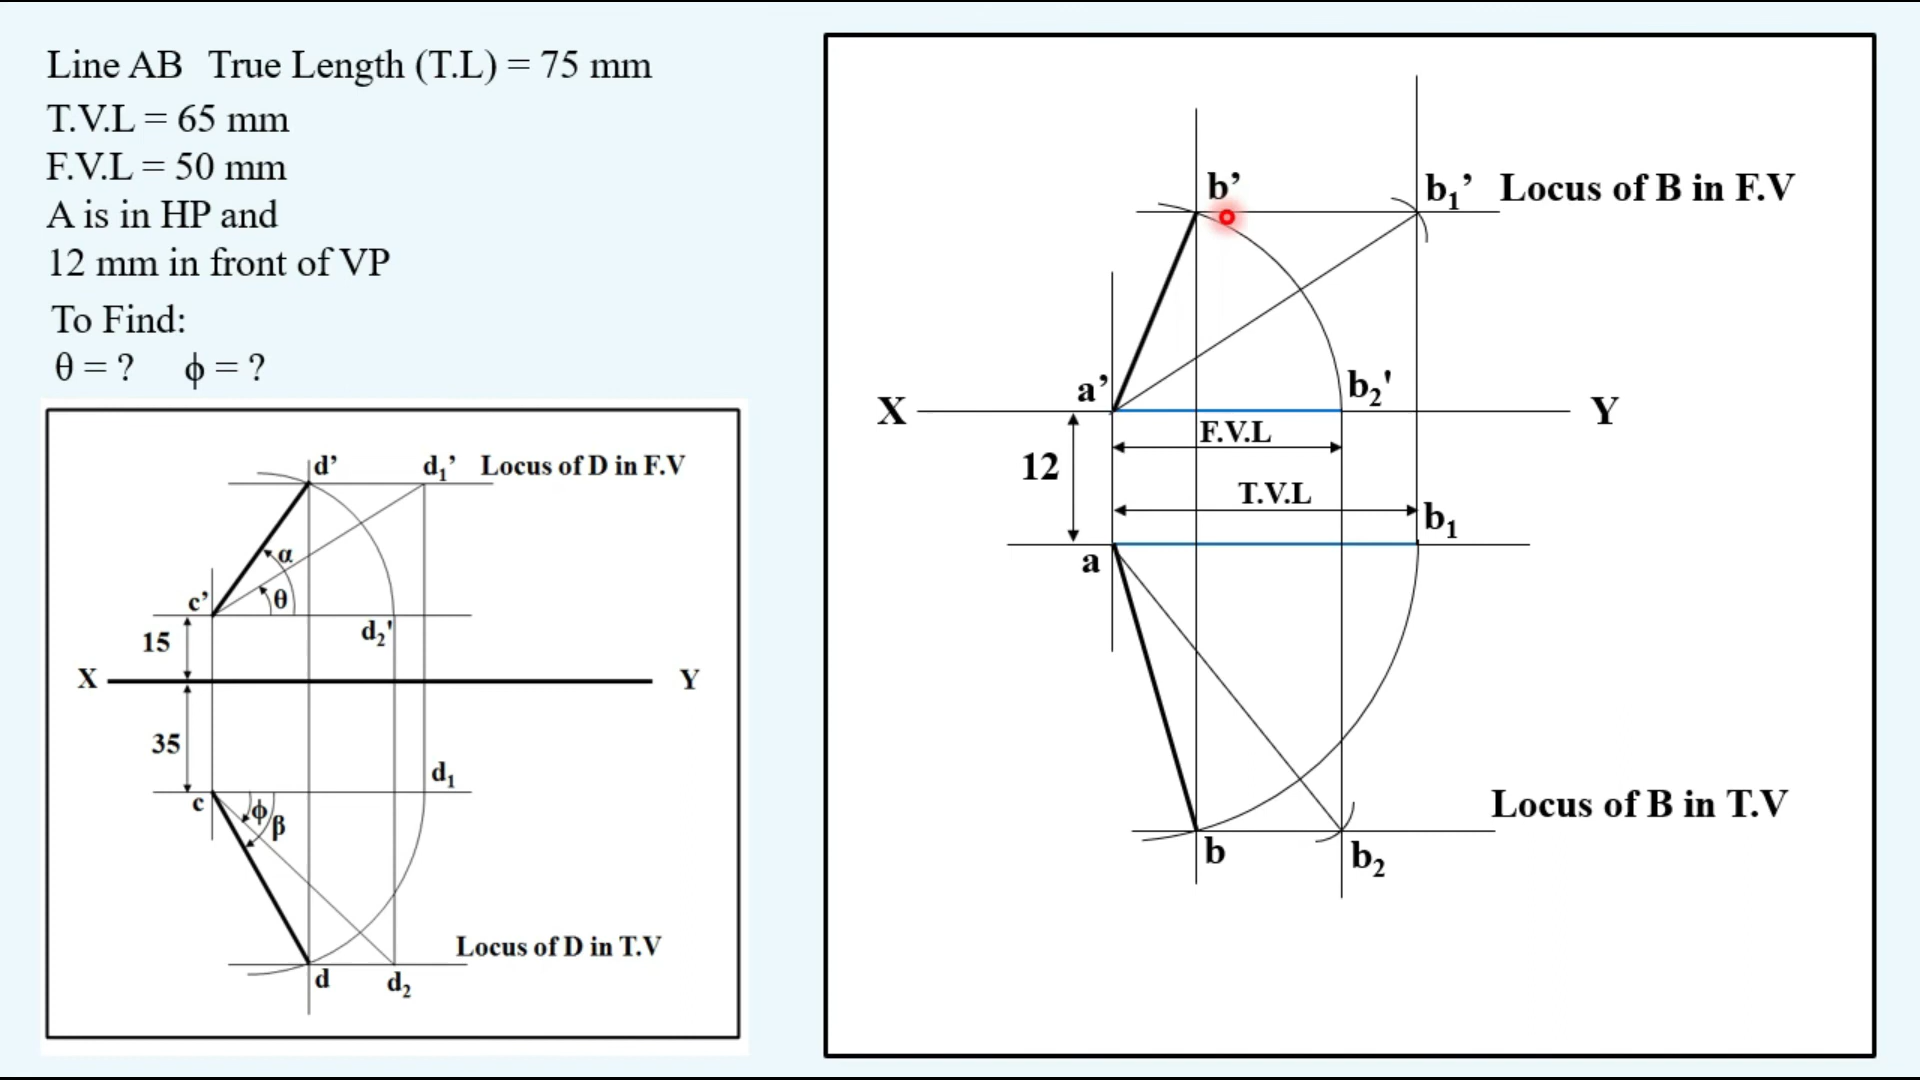 Line AB True Length (T.L) = 75 mm
T.V.L = 65 mm
F.V.L = 50 mm
A is in HP and
12 mm in front of VP
To Find:
θ = ? ϕ = ?
d’ d₁’ Locus of D in F.V
α
θ
c’
d₂'
15
X Y
35
d₁
c ϕ
β
Locus of D in T.V
d d₂
b’ b₁’ Locus of B in F.V
a’ b₂'
X Y
F.V.L
12
T.V.L
b₁
a
Locus of B in T.V
b b₂